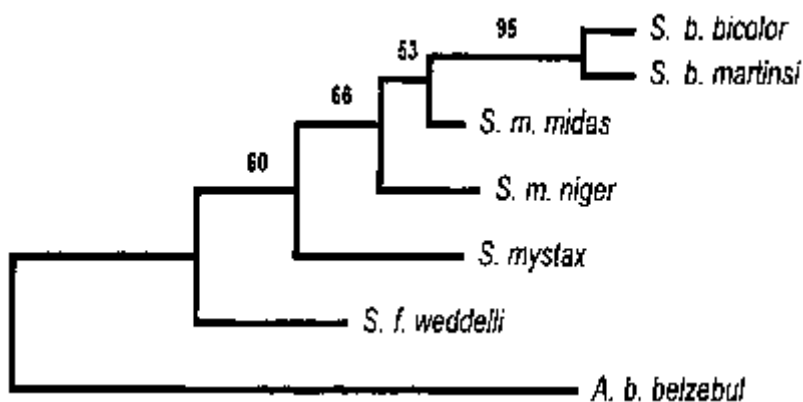 95
S. b. bicolor
53
S. b. martinsi
66
S. m. midas
60
S. m. niger
S. mystax
S. f. weddelli
A. b. belzebul